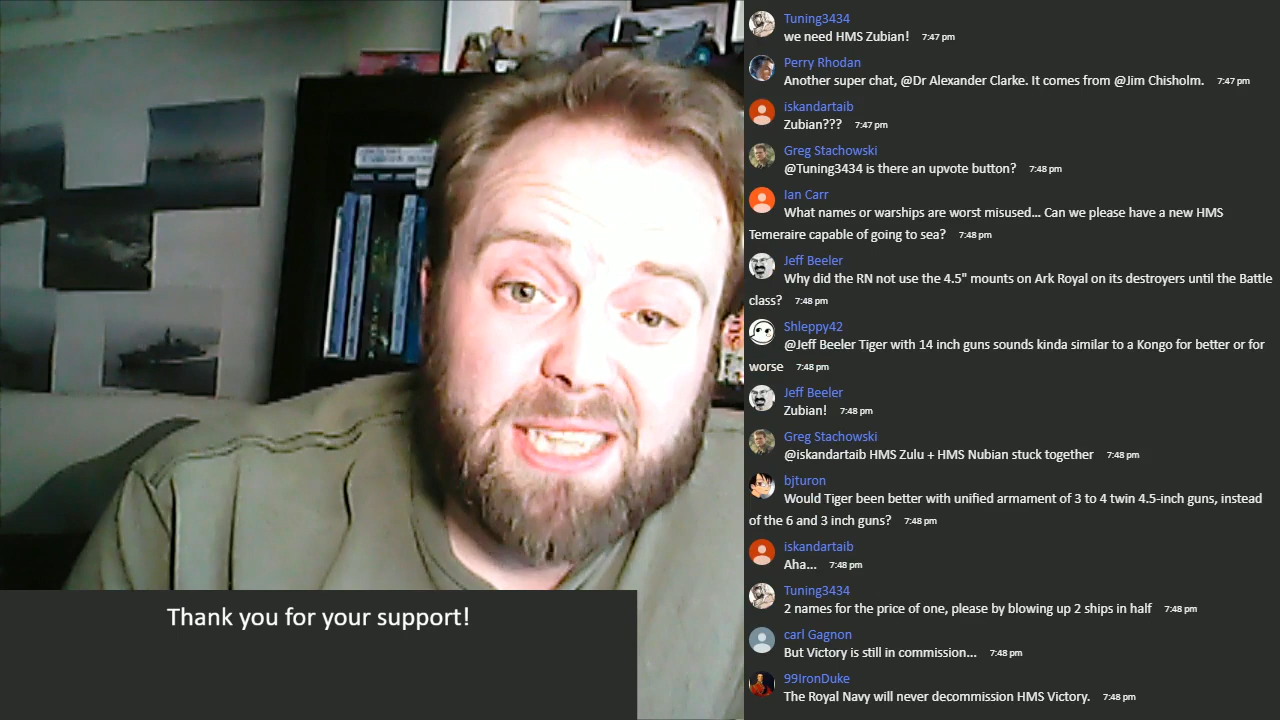 Thank you for your support!
Tuning3434
we need HMS Zubian! 7:47 pm
Perry Rhodan
Another super chat, @Dr Alexander Clarke. It comes from @Jim Chisholm. 7:47 pm
iskandartaib
Zubian??? 7:47 pm
Greg Stachowski
@Tuning3434 is there an upvote button? 7:48 pm
Ian Carr
What names or warships are worst misused... Can we please have a new HMS
Temeraire capable of going to sea? 7:48 pm
Jeff Beeler
Why did the RN not use the 4.5" mounts on Ark Royal on its destroyers until the Battle
class? 7:48 pm
Shleppy42
@Jeff Beeler Tiger with 14 inch guns sounds kinda similar to a Kongo for better or for
worse 7:48 pm
Jeff Beeler
Zubian! 7:48 pm
Greg Stachowski
@iskandartaib HMS Zulu + HMS Nubian stuck together 7:48 pm
bjturon
Would Tiger been better with unified armament of 3 to 4 twin 4.5-inch guns, instead
of the 6 and 3 inch guns? 7:48 pm
iskandartaib
Aha... 7:48 pm
Tuning3434
2 names for the price of one, please by blowing up 2 ships in half 7:48 pm
carl Gagnon
But Victory is still in commission... 7:48 pm
99IronDuke
The Royal Navy will never decommission HMS Victory. 7:48 pm